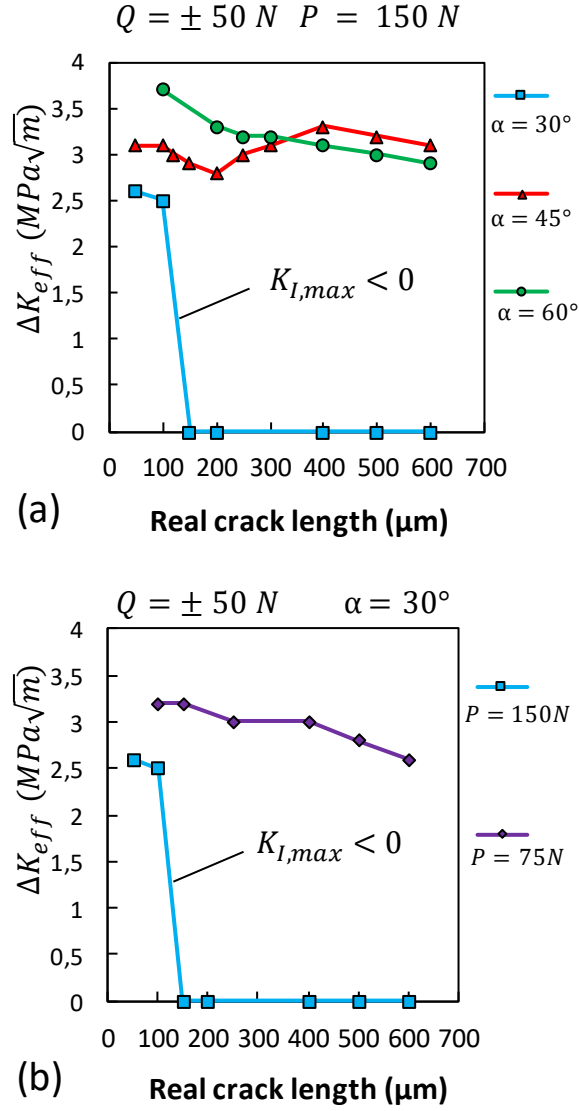 Q = ± 50 N P = 150 N
4
3,5
3
2,5
2
1,5
1
0,5
0
ΔK_eff (MPa√m)
K_I,max < 0
0 100 200 300 400 500 600 700
Real crack length (µm)
(a)
α = 30°
α = 45°
α = 60°
Q = ± 50 N α = 30°
4
3,5
3
2,5
2
1,5
1
0,5
0
ΔK_eff (MPa√m)
K_I,max < 0
0 100 200 300 400 500 600 700
Real crack length (µm)
(b)
P = 150N
P = 75N